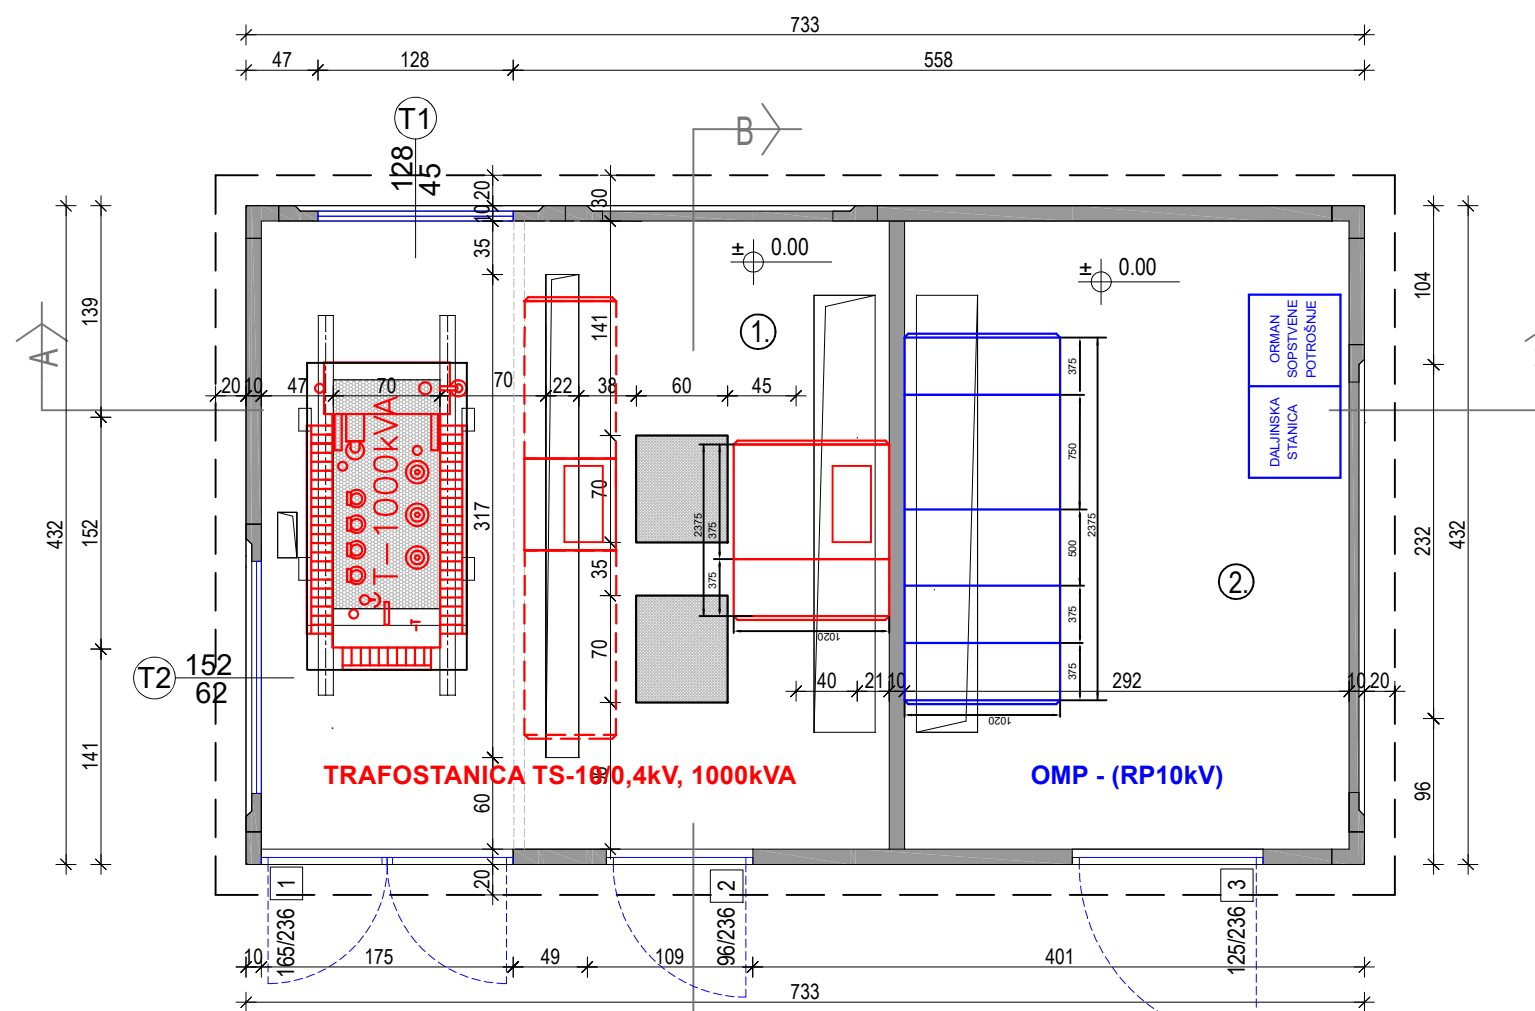 733
47 128 558
T1
128
45
B
20
10
30
35
± 0.00
± 0.00
139
104
A
141
1.
ORMAN
SOPSTVENE
POTROŠNJE
DALJINSKA
STANICA
20 10 47 70 70 22 38 60 45
375
750
500
375
375
2375
1020
T-1000kVA
-T
317
70
35
70
2375
375
375
1020
432
152
232
432
2.
T2
152
62
40 21 10 292 10 20
141
96
TRAFOSTANICA TS-10/0,4kV, 1000kVA
OMP - (RP10kV)
60
20
1
2
3
165/236
96/236
125/236
10 175 49 109 401
733